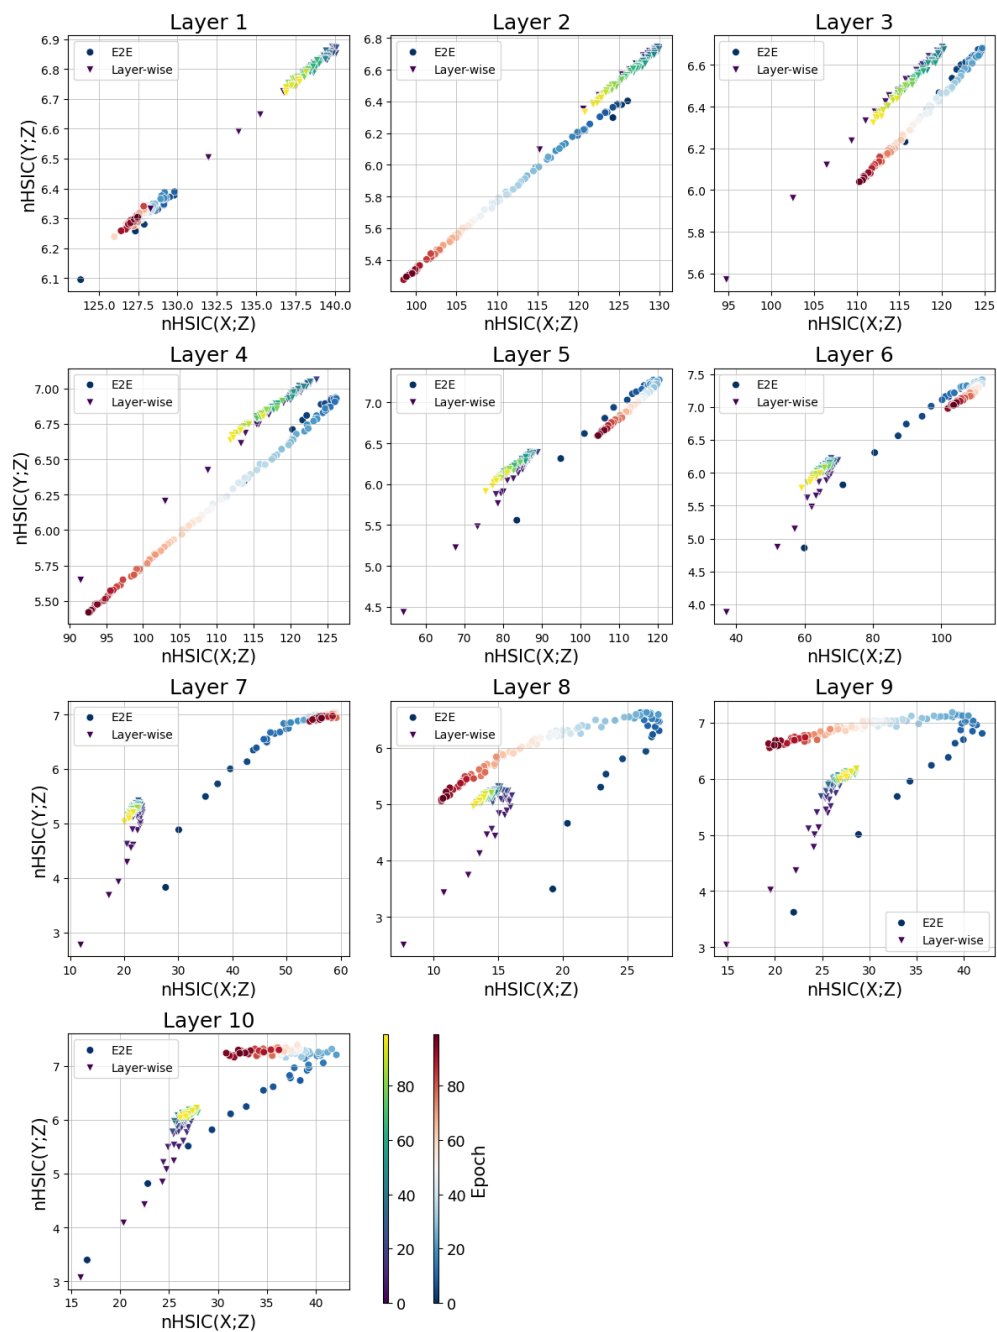 Layer 1 Layer 2 Layer 3
6.9 6.8 6.6
6.8 6.6 6.4
6.7 6.4 6.2
6.6 6.2 6.0
6.5 6.0 5.8
6.4 5.8 5.6
6.3 5.6
6.2 5.4
6.1
nHSIC(Y;Z)
E2E E2E E2E
Layer-wise Layer-wise Layer-wise
125.0 127.5 130.0 132.5 135.0 137.5 140.0 100 105 110 115 120 125 130 95 100 105 110 115 120 125
nHSIC(X;Z) nHSIC(X;Z) nHSIC(X;Z)
Layer 4 Layer 5 Layer 6
7.00 7.0 7.5
6.75 6.5 7.0
6.50 6.0 6.5
6.25 5.5 6.0
6.00 5.0 5.5
5.75 4.5 5.0
5.50 4.5
4.0
nHSIC(Y;Z)
E2E E2E E2E
Layer-wise Layer-wise Layer-wise
90 95 100 105 110 115 120 125 60 70 80 90 100 110 120 40 60 80 100
nHSIC(X;Z) nHSIC(X;Z) nHSIC(X;Z)
Layer 7 Layer 8 Layer 9
7 6 7
6 5 6
5 4 5
4 3 4
3 3
nHSIC(Y;Z)
E2E E2E E2E
Layer-wise Layer-wise Layer-wise
10 20 30 40 50 60 10 15 20 25 15 20 25 30 35 40
nHSIC(X;Z) nHSIC(X;Z) nHSIC(X;Z)
Layer 10
7
6
5
4
3
nHSIC(Y;Z)
E2E
Layer-wise
15 20 25 30 35 40
nHSIC(X;Z)
80 80
60 60
40 40
20 20
0 0
Epoch